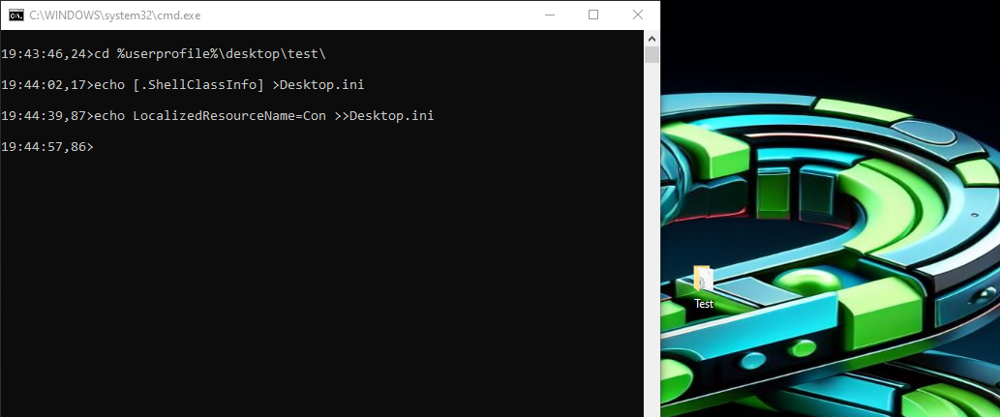 C:\WINDOWS\system32\cmd.exe
19:43:46,24>cd %userprofile%\desktop\test\
19:44:02,17>echo [.ShellClassInfo] >Desktop.ini
19:44:39,87>echo LocalizedResourceName=Con >>Desktop.ini
19:44:57,86>
Test